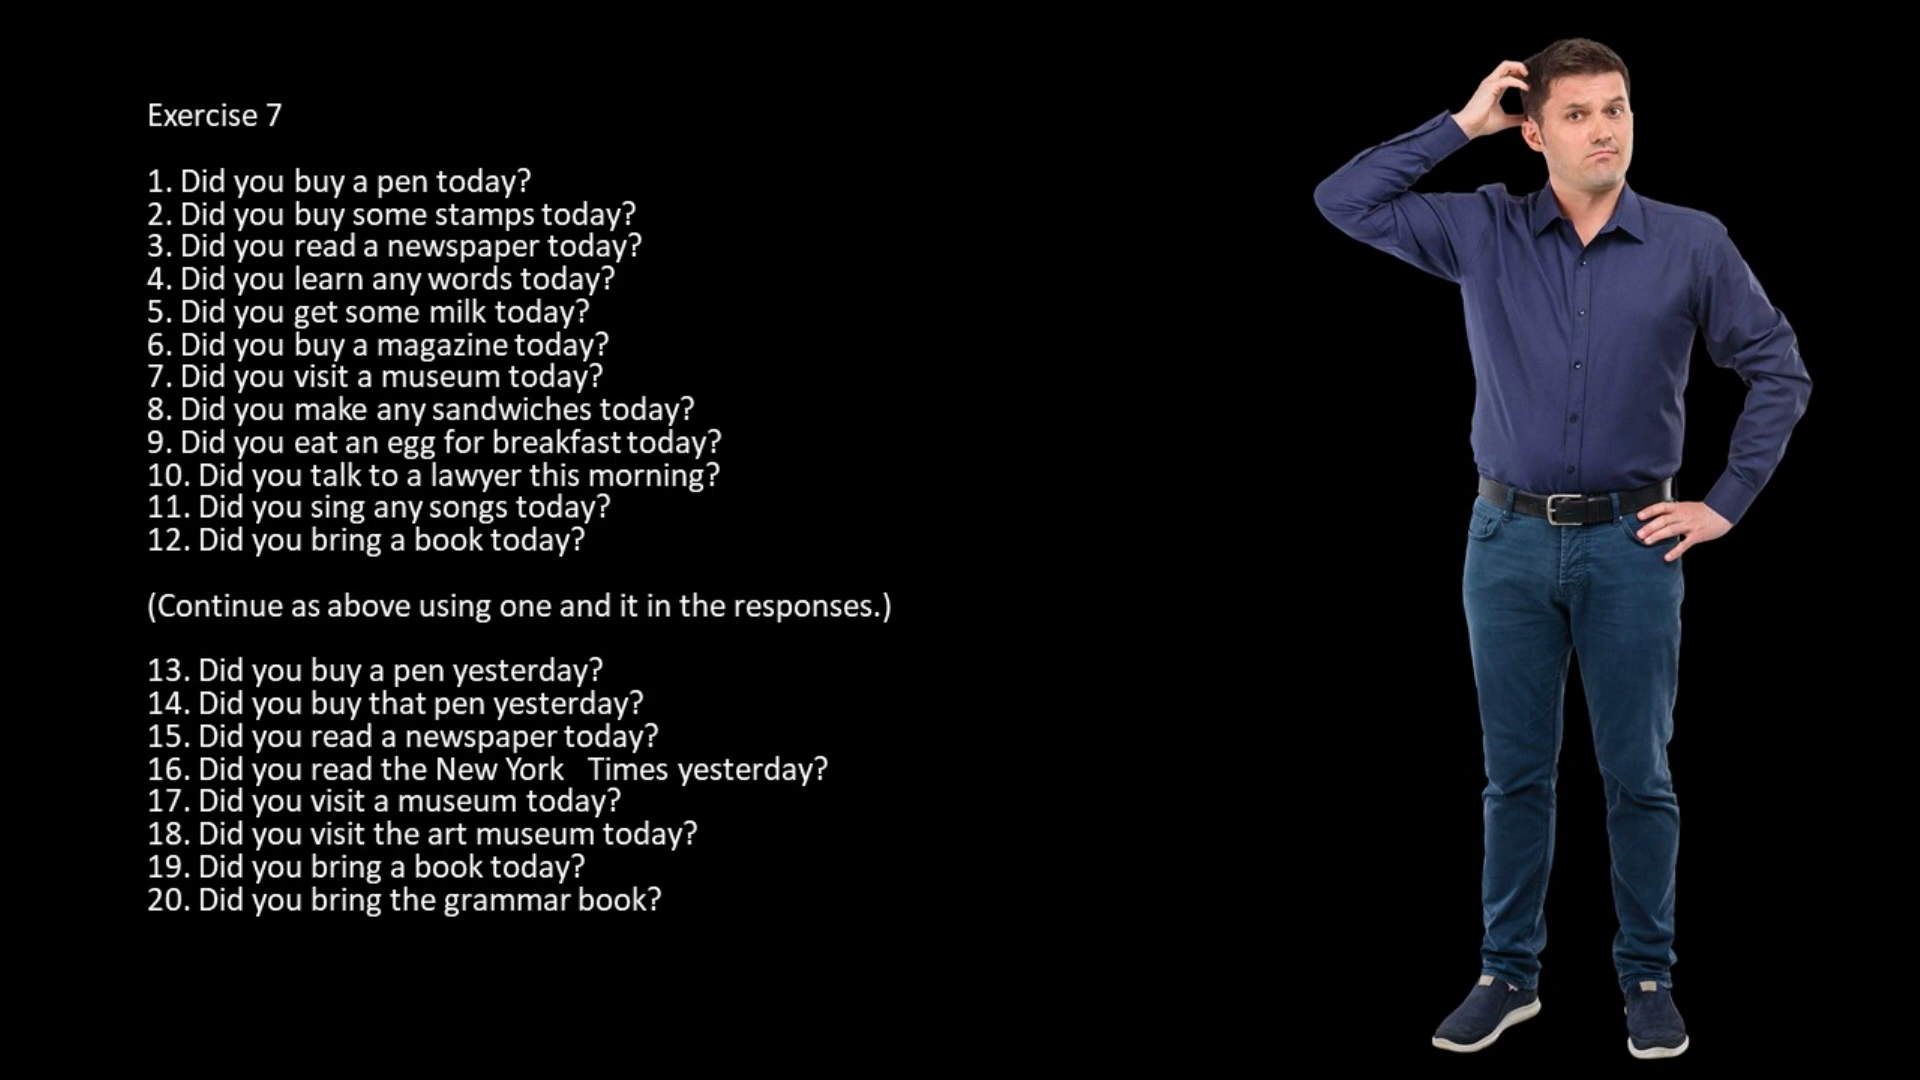 Exercise 7
1. Did you buy a pen today?
2. Did you buy some stamps today?
3. Did you read a newspaper today?
4. Did you learn any words today?
5. Did you get some milk today?
6. Did you buy a magazine today?
7. Did you visit a museum today?
8. Did you make any sandwiches today?
9. Did you eat an egg for breakfast today?
10. Did you talk to a lawyer this morning?
11. Did you sing any songs today?
12. Did you bring a book today?
(Continue as above using one and it in the responses.)
13. Did you buy a pen yesterday?
14. Did you buy that pen yesterday?
15. Did you read a newspaper today?
16. Did you read the New York   Times yesterday?
17. Did you visit a museum today?
18. Did you visit the art museum today?
19. Did you bring a book today?
20. Did you bring the grammar book?